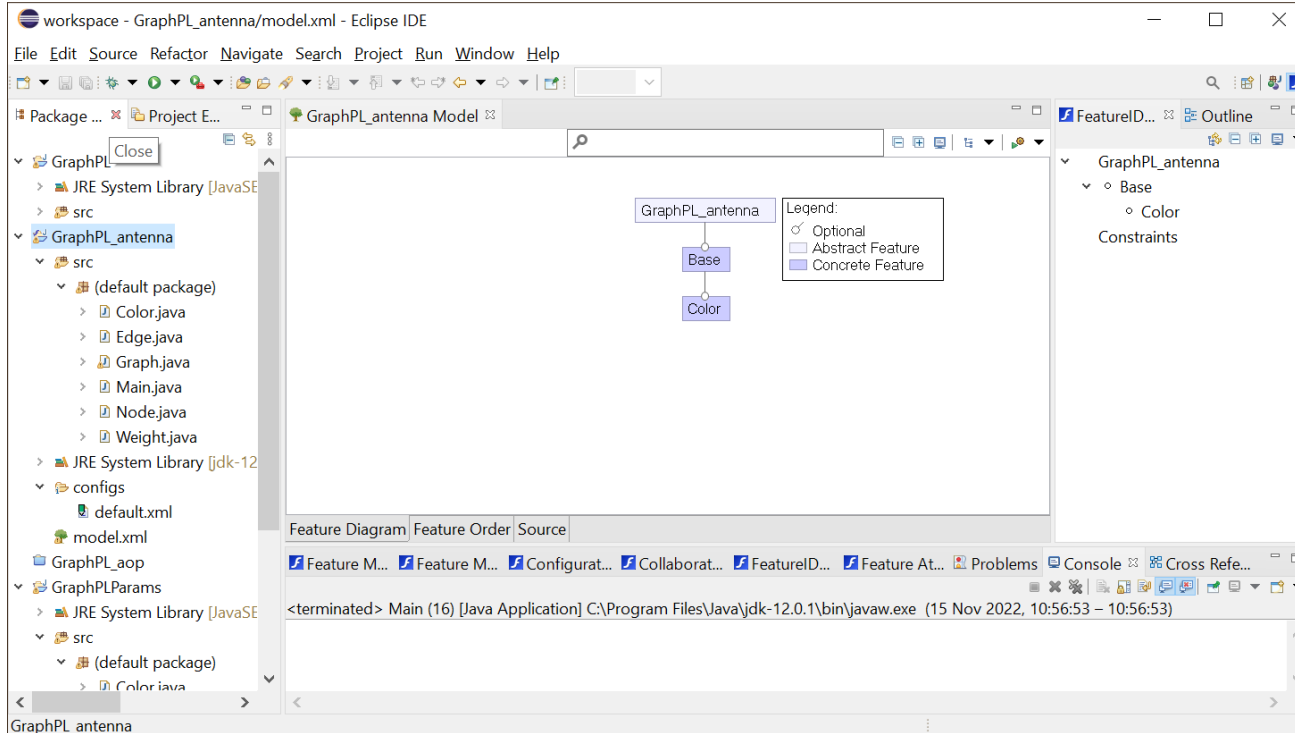 workspace - GraphPL_antenna/model.xml - Eclipse IDE
File Edit Source Refactor Navigate Search Project Run Window Help
Package ... Project E...
Close
GraphPL
JRE System Library [JavaSE
src
GraphPL_antenna
src
(default package)
Color.java
Edge.java
Graph.java
Main.java
Node.java
Weight.java
JRE System Library [jdk-12
configs
default.xml
model.xml
GraphPL_aop
GraphPLParams
JRE System Library [JavaSE
src
(default package)
Color.java
GraphPL_antenna Model
GraphPL_antenna
Base
Color
Legend:
Optional
Abstract Feature
Concrete Feature
Feature Diagram Feature Order Source
FeatureID... Outline
GraphPL_antenna
Base
Color
Constraints
Feature M... Feature M... Configurat... Collaborat... FeatureID... Feature At... Problems Console Cross Refe...
<terminated> Main (16) [Java Application] C:\Program Files\Java\jdk-12.0.1\bin\javaw.exe (15 Nov 2022, 10:56:53 – 10:56:53)
GraphPL_antenna